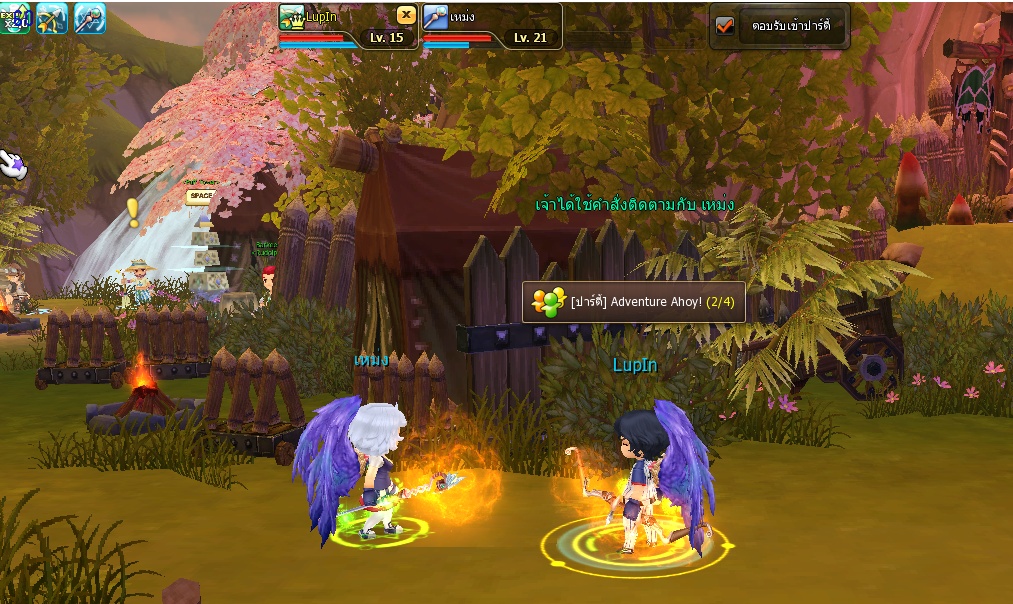 LupIn
Lv. 15
เหม่ง
Lv. 21
ตอบรับเข้าปาร์ตี้
SPACE
เจ้าได้ใช้คำสั่งติดตามกับ เหม่ง
[ปาร์ตี้] Adventure Ahoy! (2/4)
เหม่ง
LupIn